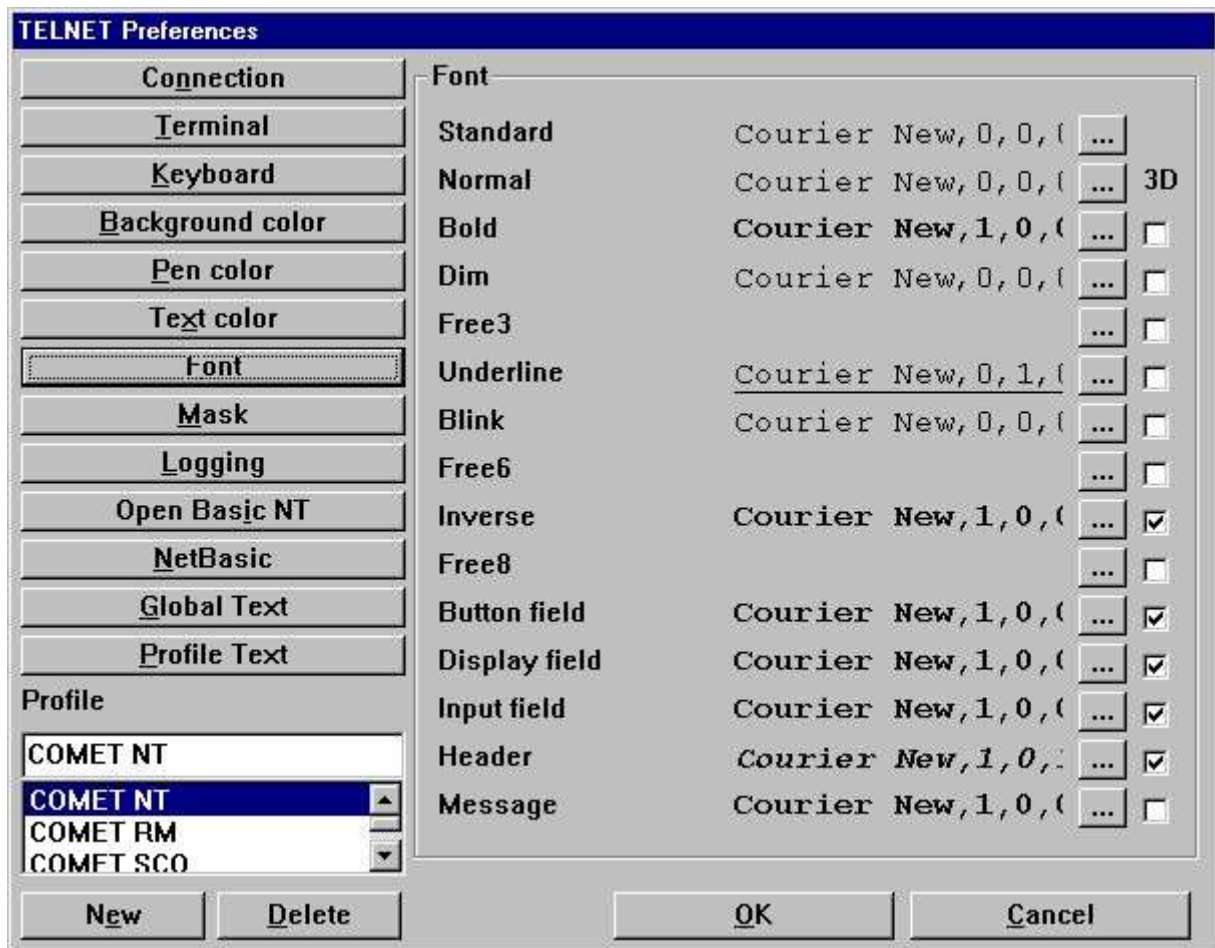 TELNET Preferences
Connection
Terminal
Keyboard
Background color
Pen color
Text color
Font
Mask
Logging
Open Basic NT
NetBasic
Global Text
Profile Text
Profile
COMET NT
COMET NT
COMET RM
COMET SCO
New
Delete
Font
Standard Courier New,0,0, ...
Normal Courier New,0,0, ... 3D
Bold Courier New,1,0, ...
Dim Courier New,0,0, ...
Free3 ...
Underline Courier New,0,1, ...
Blink Courier New,0,0, ...
Free6 ...
Inverse Courier New,1,0, ...
Free8 ...
Button field Courier New,1,0, ...
Display field Courier New,1,0, ...
Input field Courier New,1,0, ...
Header Courier New,1,0, ...
Message Courier New,1,0, ...
OK
Cancel